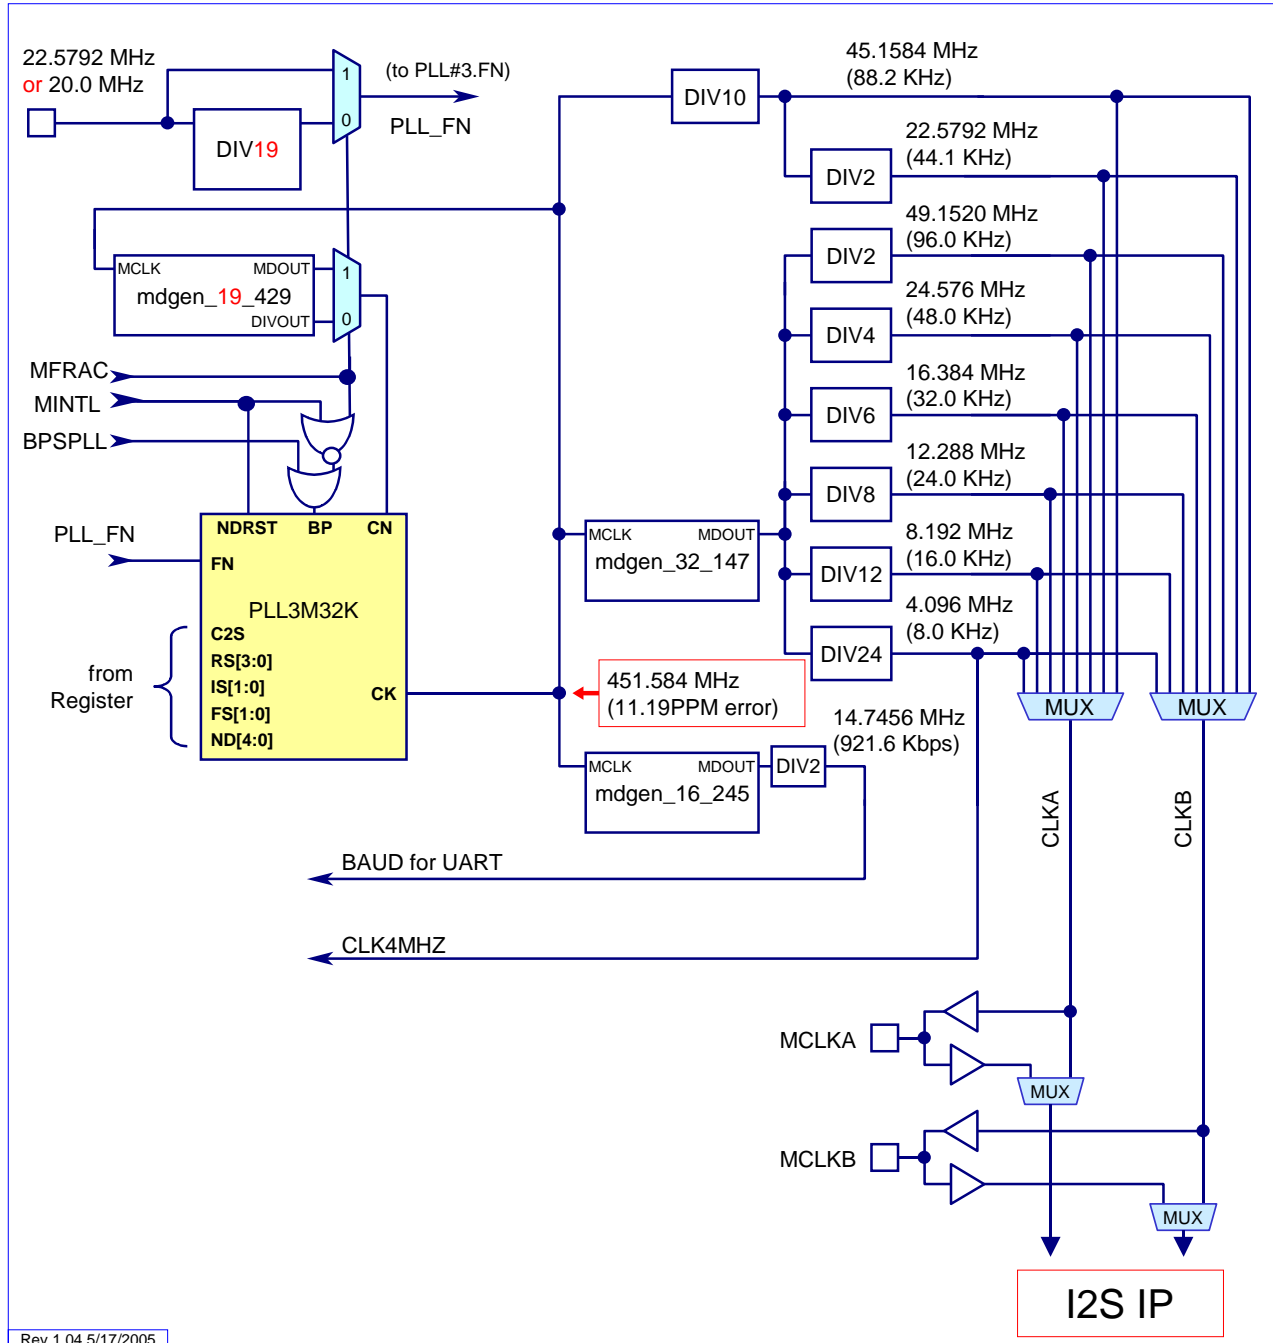 22.5792 MHz
or 20.0 MHz
1
0
(to PLL#3.FN)
PLL_FN
DIV19
MCLK
MDOUT
mdgen_19_429
DIVOUT
1
0
MFRAC
MINTL
BPSPLL
PLL_FN
NDRST
BP
CN
FN
PLL3M32K
C2S
RS[3:0]
IS[1:0]
FS[1:0]
ND[4:0]
CK
from
Register
451.584 MHz
(11.19PPM error)
DIV10
45.1584 MHz
(88.2 KHz)
DIV2
22.5792 MHz
(44.1 KHz)
DIV2
49.1520 MHz
(96.0 KHz)
DIV4
24.576 MHz
(48.0 KHz)
DIV6
16.384 MHz
(32.0 KHz)
DIV8
12.288 MHz
(24.0 KHz)
MCLK
MDOUT
mdgen_32_147
DIV12
8.192 MHz
(16.0 KHz)
DIV24
4.096 MHz
(8.0 KHz)
MUX
MUX
MCLK
MDOUT
mdgen_16_245
DIV2
14.7456 MHz
(921.6 Kbps)
CLKA
CLKB
BAUD for UART
CLK4MHZ
MCLKA
MUX
MCLKB
MUX
I2S IP
Rev 1.04 5/17/2005